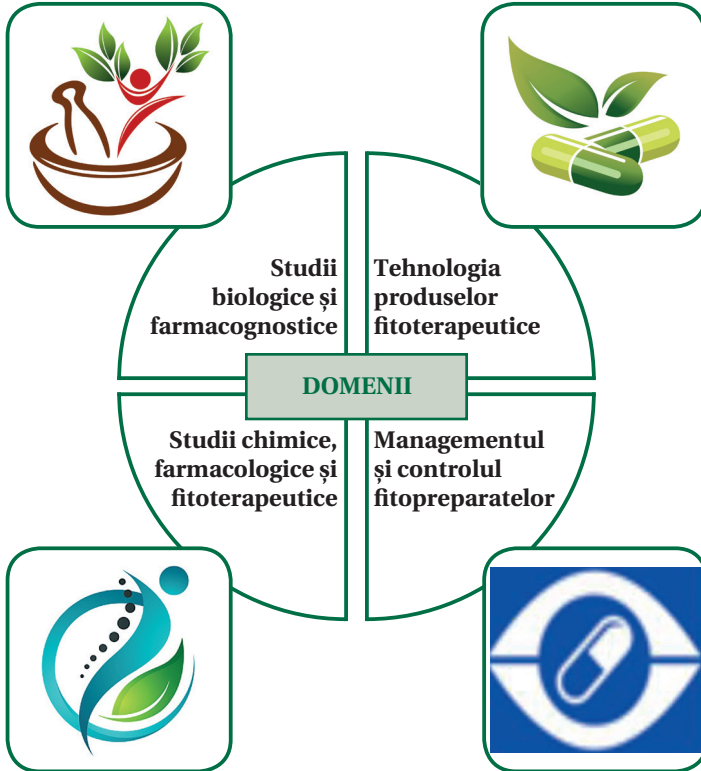 Studii
biologice și
farmacognostice
Tehnologia
produselor
fitoterapeutice
DOMENII
Studii chimice,
farmacologice și
fitoterapeutice
Managementul
și controlul
fitopreparatelor